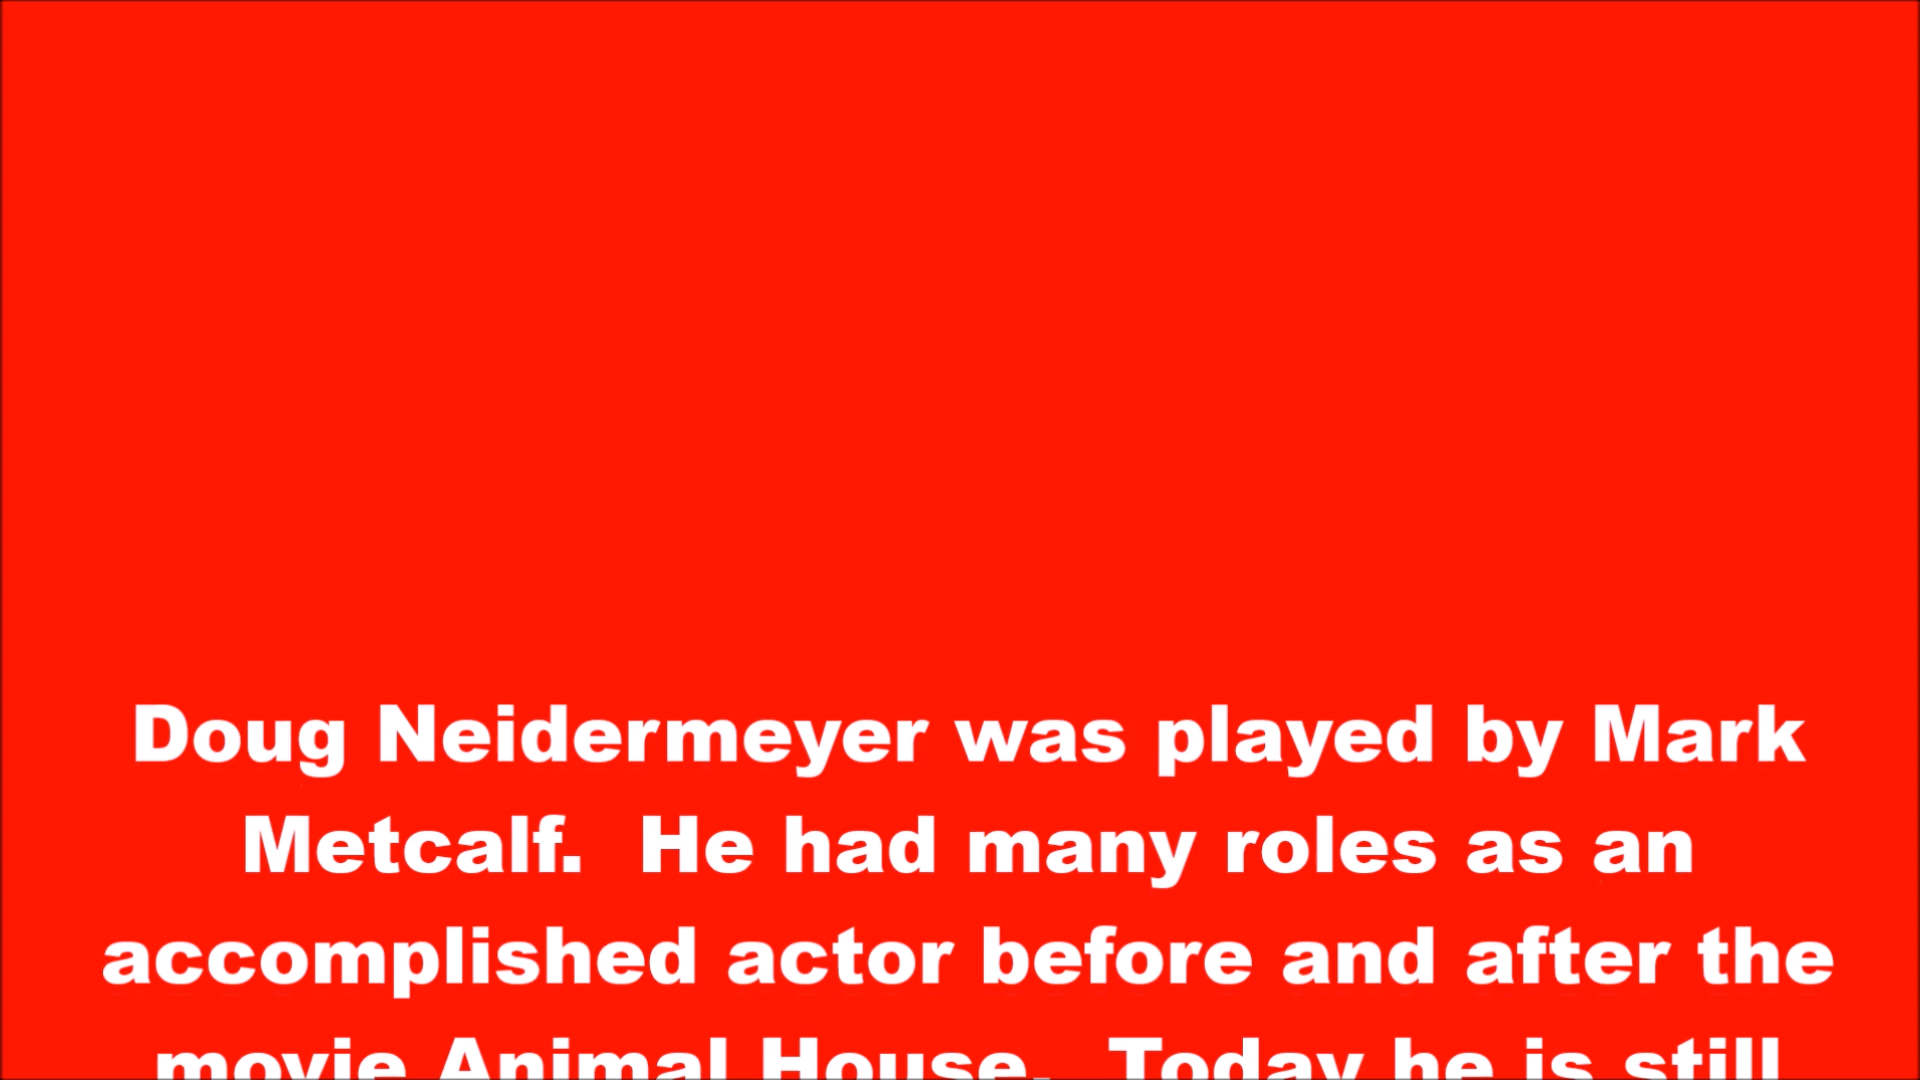 Doug Neidermeyer was played by Mark
Metcalf.  He had many roles as an
accomplished actor before and after the
movie Animal House.  Today he is still